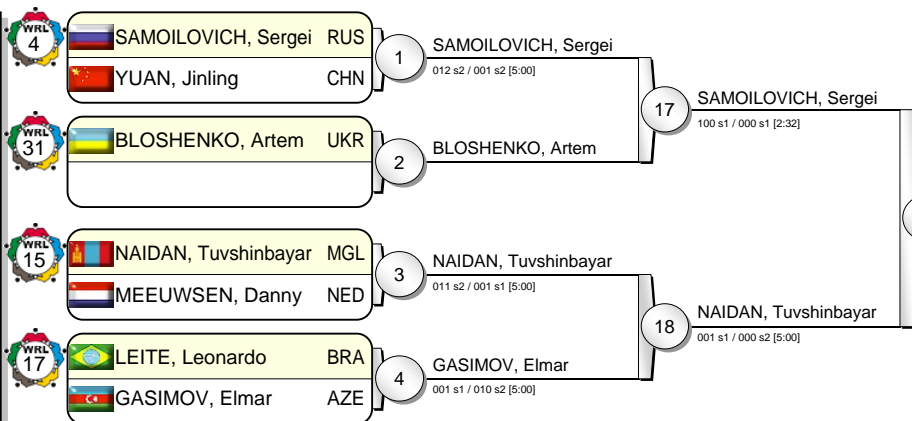 WRL
4
SAMOILOVICH, Sergei RUS
YUAN, Jinling CHN
1
SAMOILOVICH, Sergei
012 s2 / 001 s2 [5:00]
WRL
31
BLOSHENKO, Artem UKR
2
BLOSHENKO, Artem
17
SAMOILOVICH, Sergei
100 s1 / 000 s1 [2:32]
WRL
15
NAIDAN, Tuvshinbayar MGL
MEEUWSEN, Danny NED
3
NAIDAN, Tuvshinbayar
011 s2 / 001 s1 [5:00]
WRL
17
LEITE, Leonardo BRA
GASIMOV, Elmar AZE
4
GASIMOV, Elmar
001 s1 / 010 s2 [5:00]
18
NAIDAN, Tuvshinbayar
001 s1 / 000 s2 [5:00]